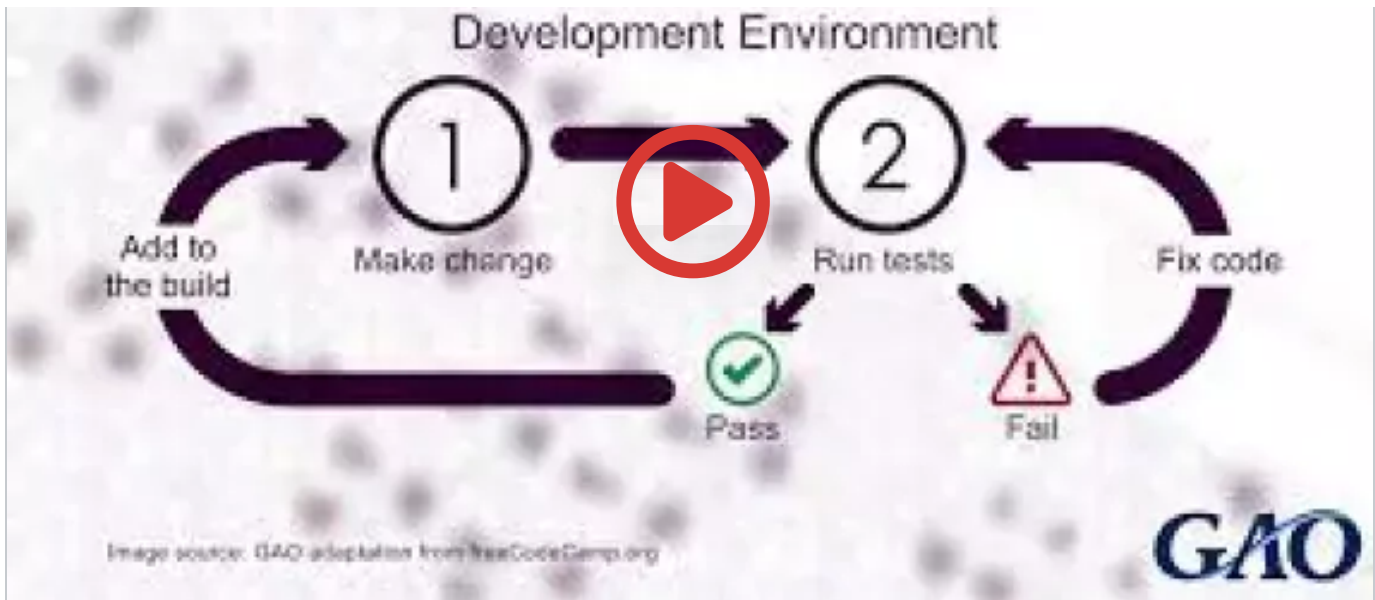 Development Environment
1
2
Add to
the build
Make change
Run tests
Fix code
Pass
Fail
Image source: GAO adaptation from freeCodeCamp.org
GAO